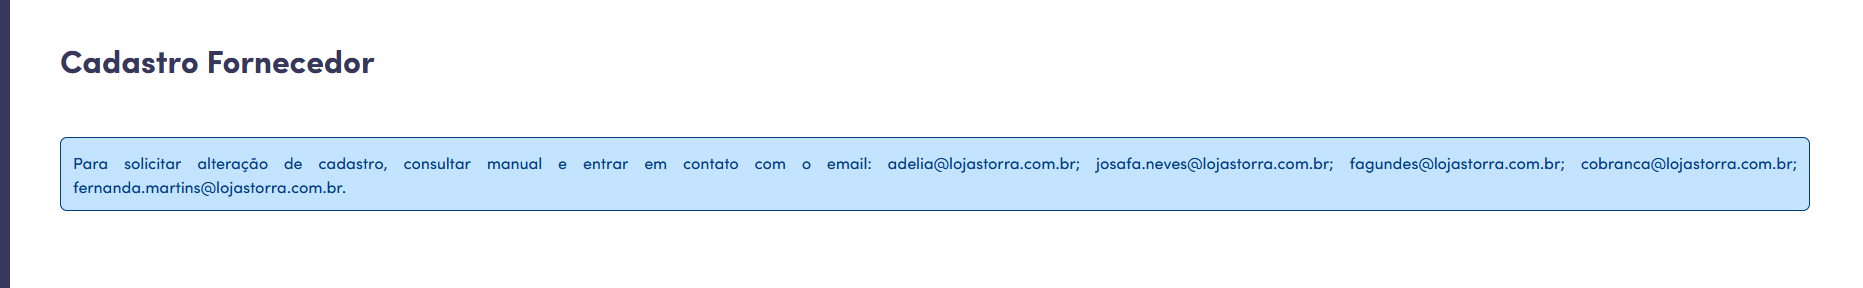 Cadastro Fornecedor
Para solicitar alteração de cadastro, consultar manual e entrar em contato com o email: adelia@lojastorra.com.br; josafa.neves@lojastorra.com.br; fagundes@lojastorra.com.br; cobranca@lojastorra.com.br;
fernanda.martins@lojastorra.com.br.